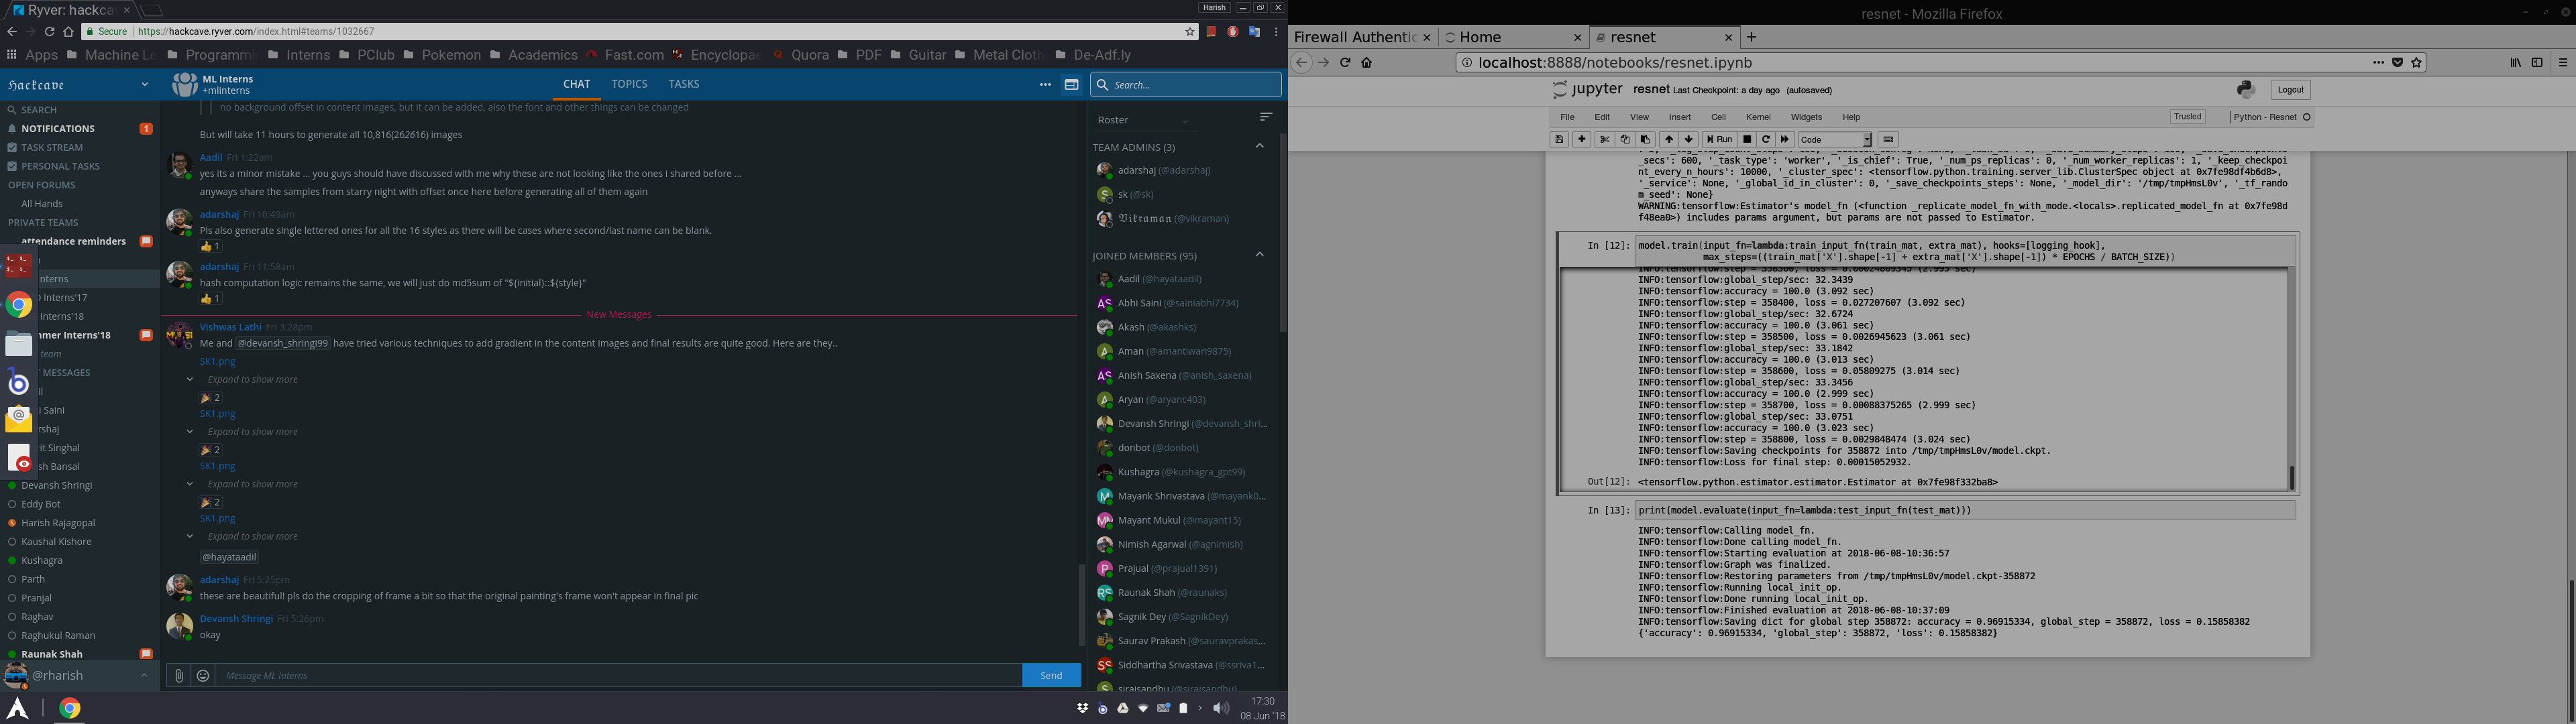 Ryver: hackca
Harish
Secure
https://hackcave.ryver.com/index.html#teams/1032667
Apps
Machine Le
Programmi
Interns
PClub
Pokemon
Academics
Fast.com
Encyclopae
Quora
PDF
Guitar
Metal Cloth
De-Adf.ly
Hackcave
ML Interns
+mlinterns
CHAT
TOPICS
TASKS
Search...
SEARCH
NOTIFICATIONS
1
TASK STREAM
PERSONAL TASKS
OPEN FORUMS
All Hands
PRIVATE TEAMS
attendance reminders
nterns
Interns'17
Interns'18
mmer Interns'18
team
MESSAGES
i Saini
rshaj
it Singhal
sh Bansal
Devansh Shringi
Eddy Bot
Harish Rajagopal
Kaushal Kishore
Kushagra
Parth
Pranjal
Raghav
Raghukul Raman
Raunak Shah
@rharish
no background offset in content images, but it can be added, also the font and other things can be changed
But will take 11 hours to generate all 10,816(262616) images
Aadil Fri 1:22am
yes its a minor mistake ... you guys should have discussed with me why these are not looking like the ones i shared before ...
anyways share the samples from starry night with offset once here before generating all of them again
adarshaj Fri 10:49am
Pls also generate single lettered ones for all the 16 styles as there will be cases where second/last name can be blank.
👍 1
adarshaj Fri 11:58am
hash computation logic remains the same, we will just do md5sum of "${initial}::${style}"
👍 1
New Messages
Vishwas Lathi Fri 3:28pm
Me and @devansh_shringi99 have tried various techniques to add gradient in the content images and final results are quite good. Here are they..
SK1.png
Expand to show more
🎉 2
SK1.png
Expand to show more
🎉 2
SK1.png
Expand to show more
🎉 2
SK1.png
Expand to show more
@hayataadil
adarshaj Fri 5:25pm
these are beautiful! pls do the cropping of frame a bit so that the original painting's frame won't appear in final pic
Devansh Shringi Fri 5:26pm
okay
Message ML Interns
Send
Roster
TEAM ADMINS (3)
adarshaj (@adarshaj)
S sk (@sk)
Vikraman (@vikraman)
JOINED MEMBERS (95)
Aadil (@hayataadil)
AS Abhi Saini (@sainiabhi7734)
Akash (@akashks)
A Aman (@amantiwari9875)
AS Anish Saxena (@anish_saxena)
A Aryan (@aryanc403)
Devansh Shringi (@devansh_shri...
donbot (@donbot)
Kushagra (@kushagra_gpt99)
M Mayank Shrivastava (@mayank0...
MM Mayant Mukul (@mayant15)
Nimish Agarwal (@agnimish)
P Prajual (@prajual1391)
RS Raunak Shah (@raunaks)
Sagnik Dey (@SagnikDey)
Saurav Prakash (@sauravprakas...
SS Siddhartha Srivastava (@ssriva1...
S sirajsandhu (@sirajsandhu)
17:30
08 Jun '18
resnet - Mozilla Firefox
Firewall Authentic
Home
resnet
localhost:8888/notebooks/resnet.ipynb
jupyter resnet Last Checkpoint: a day ago (autosaved)
Logout
File
Edit
View
Insert
Cell
Kernel
Widgets
Help
Trusted
Python - Resnet
Run
Code
_secs': 600, '_task_type': 'worker', '_is_chief': True, '_num_ps_replicas': 0, '_num_worker_replicas': 1, '_keep_checkpoi
nt_every_n_hours': 10000, '_cluster_spec': <tensorflow.python.training.server_lib.ClusterSpec object at 0x7fe98df4b6d8>,
'_service': None, '_global_id_in_cluster': 0, '_save_checkpoints_steps': None, '_model_dir': '/tmp/tmpHmsL0v', '_tf_rando
m_seed': None}
WARNING:tensorflow:Estimator's model_fn (<function _replicate_model_fn_with_mode.<locals>.replicated_model_fn at 0x7fe98d
f48ea0>) includes params argument, but params are not passed to Estimator.
In [12]: model.train(input_fn=lambda:train_input_fn(train_mat, extra_mat), hooks=[logging_hook],
max_steps=((train_mat['X'].shape[-1] + extra_mat['X'].shape[-1]) * EPOCHS / BATCH_SIZE))
INFO:tensorflow:step = 358300, loss = 0.024809345 (2.995 sec)
INFO:tensorflow:global_step/sec: 32.3439
INFO:tensorflow:accuracy = 100.0 (3.092 sec)
INFO:tensorflow:step = 358400, loss = 0.027207607 (3.092 sec)
INFO:tensorflow:global_step/sec: 32.6724
INFO:tensorflow:accuracy = 100.0 (3.061 sec)
INFO:tensorflow:step = 358500, loss = 0.0026945623 (3.061 sec)
INFO:tensorflow:global_step/sec: 33.1842
INFO:tensorflow:accuracy = 100.0 (3.013 sec)
INFO:tensorflow:step = 358600, loss = 0.05809275 (3.014 sec)
INFO:tensorflow:global_step/sec: 33.3456
INFO:tensorflow:accuracy = 100.0 (2.999 sec)
INFO:tensorflow:step = 358700, loss = 0.00088375265 (2.999 sec)
INFO:tensorflow:global_step/sec: 33.0751
INFO:tensorflow:accuracy = 100.0 (3.023 sec)
INFO:tensorflow:step = 358800, loss = 0.0029848474 (3.024 sec)
INFO:tensorflow:Saving checkpoints for 358872 into /tmp/tmpHmsL0v/model.ckpt.
INFO:tensorflow:Loss for final step: 0.00015052932.
Out[12]: <tensorflow.python.estimator.estimator.Estimator at 0x7fe98f332ba8>
In [13]: print(model.evaluate(input_fn=lambda:test_input_fn(test_mat)))
INFO:tensorflow:Calling model_fn.
INFO:tensorflow:Done calling model_fn.
INFO:tensorflow:Starting evaluation at 2018-06-08-10:36:57
INFO:tensorflow:Graph was finalized.
INFO:tensorflow:Restoring parameters from /tmp/tmpHmsL0v/model.ckpt-358872
INFO:tensorflow:Running local_init_op.
INFO:tensorflow:Done running local_init_op.
INFO:tensorflow:Finished evaluation at 2018-06-08-10:37:09
INFO:tensorflow:Saving dict for global step 358872: accuracy = 0.96915334, global_step = 358872, loss = 0.15858382
{'accuracy': 0.96915334, 'global_step': 358872, 'loss': 0.15858382}